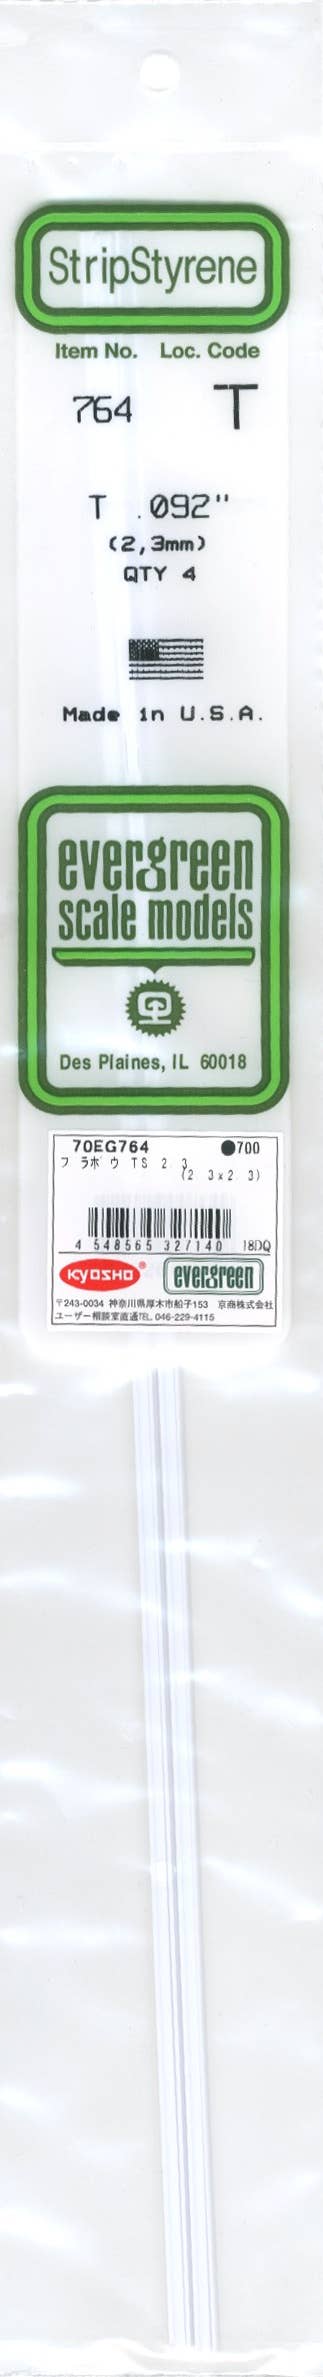 StripStyrene
Item No. Loc. Code
764 T
T .092"
(2,3mm)
QTY 4
Made in U.S.A.
evergreen
scale models
Des Plaines, IL 60018
70EG764 ●700
プラボウ TS 2.3
(2.3x2.3)
4 548565 327140 18DQ
KYOSHO® evergreen
〒243-0034 神奈川県厚木市船子153 京商株式会社
ユーザー相談室直通TEL. 046-229-4115